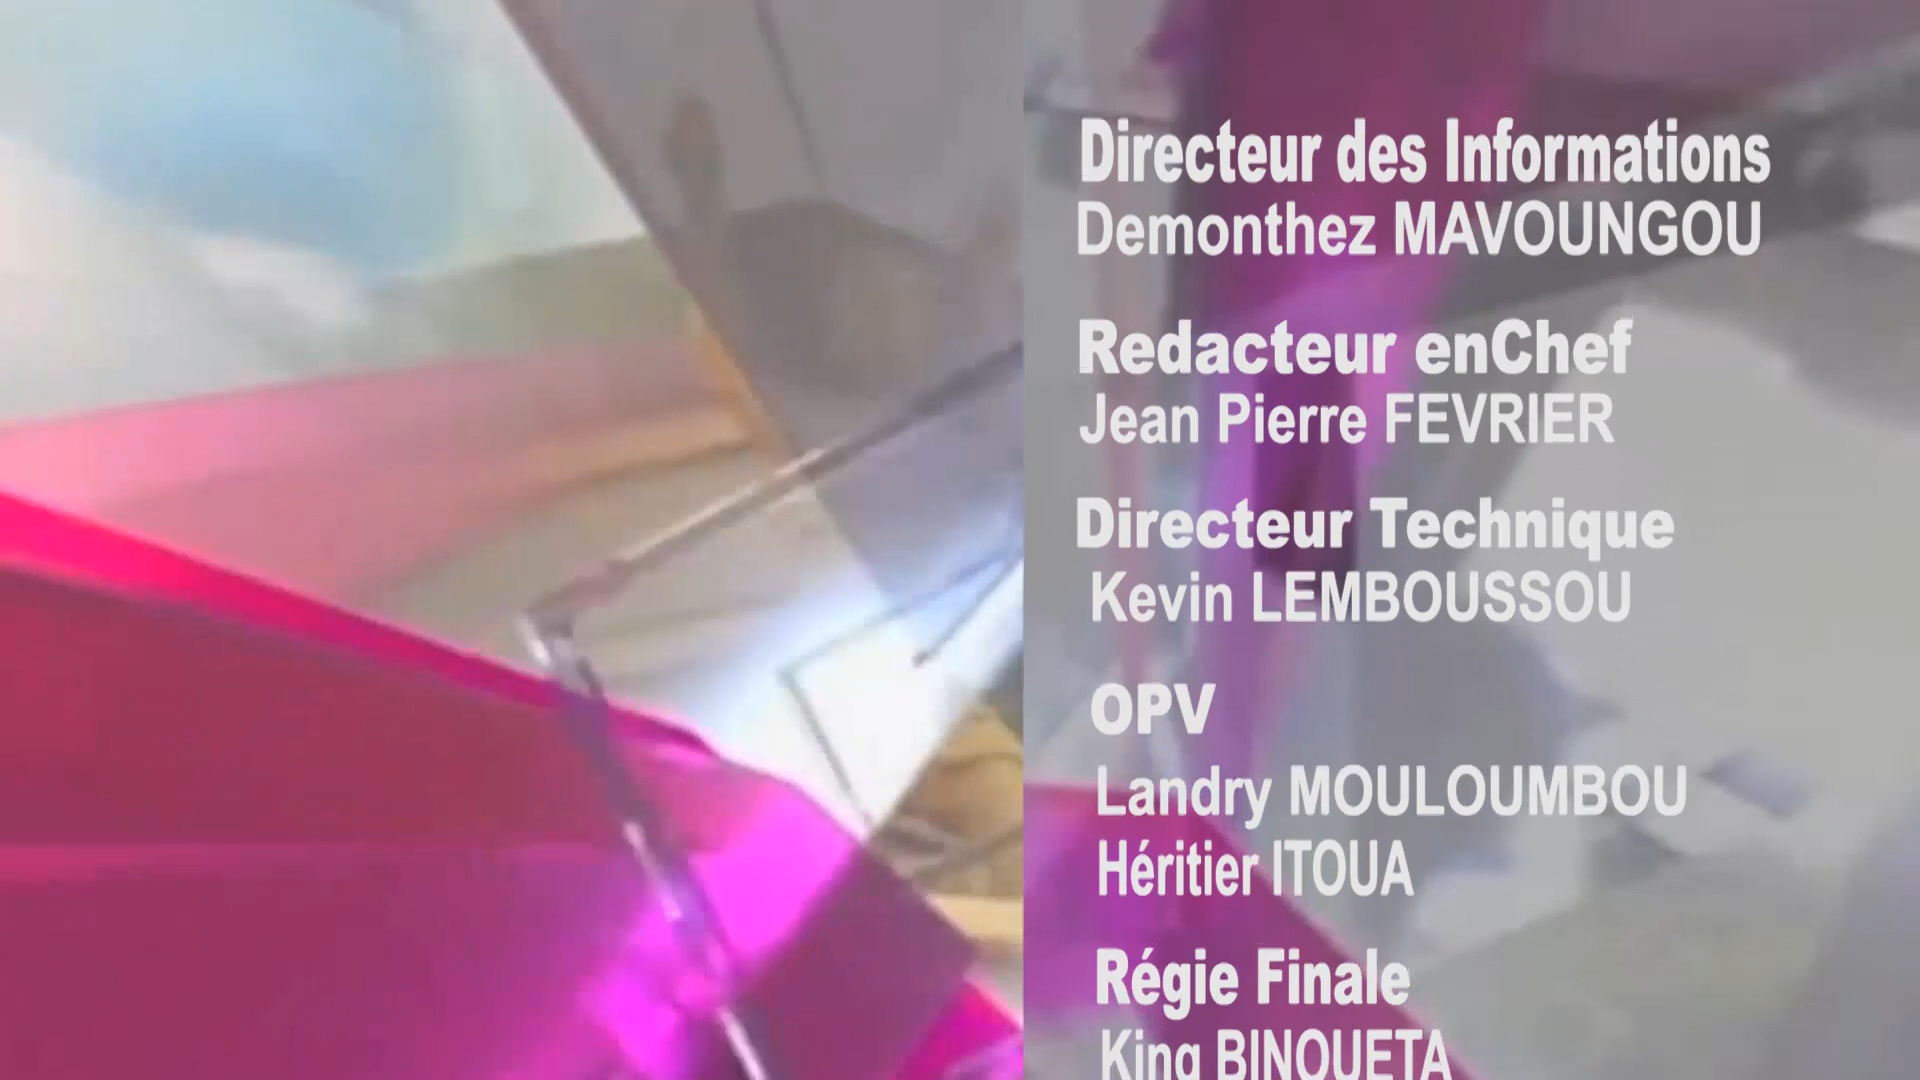 Directeur des Informations
Demonthez MAVOUNGOU
Redacteur enChef
Jean Pierre FEVRIER
Directeur Technique
Kevin LEMBOUSSOU
OPV
Landry MOULOUMBOU
Héritier ITOUA
Régie Finale
King BINOUETA